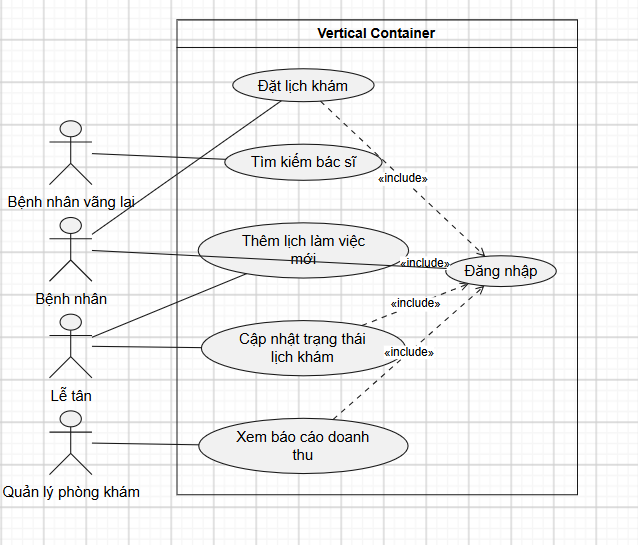 Vertical Container
Đặt lịch khám
Tìm kiếm bác sĩ
«include»
Bệnh nhân vãng lai
Thêm lịch làm việc
mới
«include»
Đăng nhập
Bệnh nhân
«include»
Cập nhật trạng thái
lịch khám
«include»
Lễ tân
Xem báo cáo doanh
thu
Quản lý phòng khám